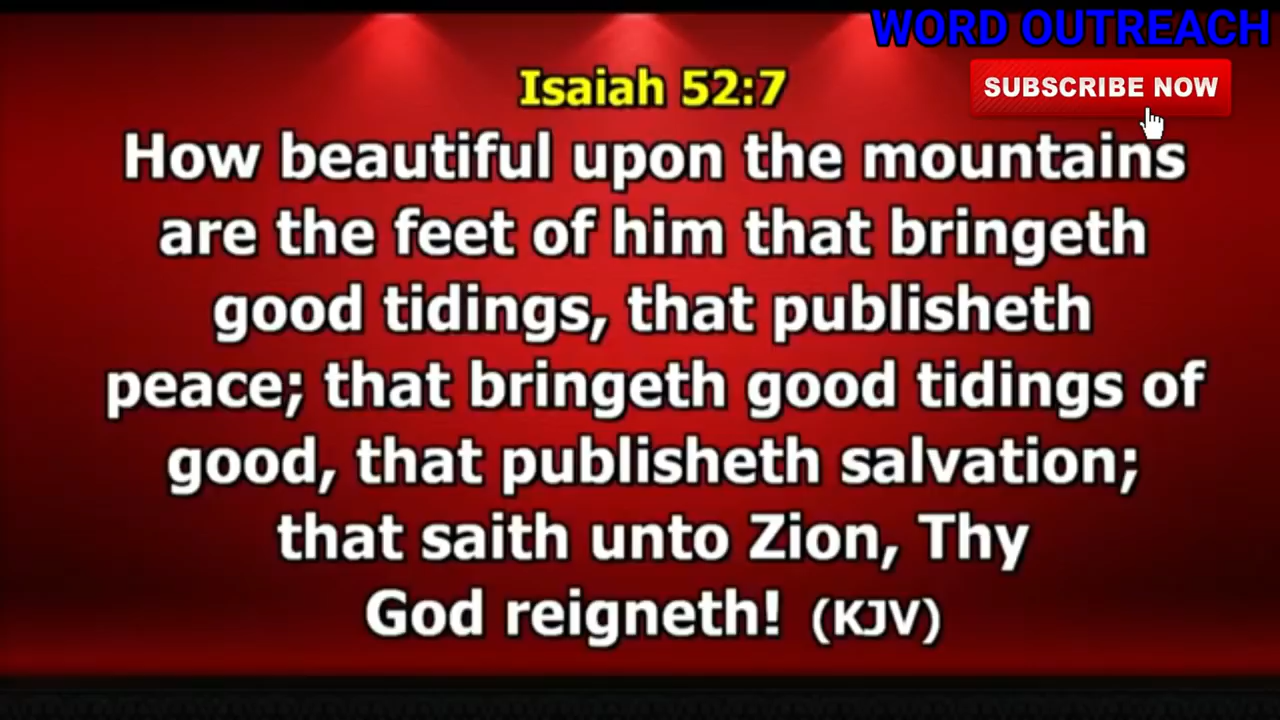 WORD OUTREACH
SUBSCRIBE NOW
Isaiah 52:7
How beautiful upon the mountains
are the feet of him that bringeth
good tidings, that publisheth
peace; that bringeth good tidings of
good, that publisheth salvation;
that saith unto Zion, Thy
God reigneth! (KJV)